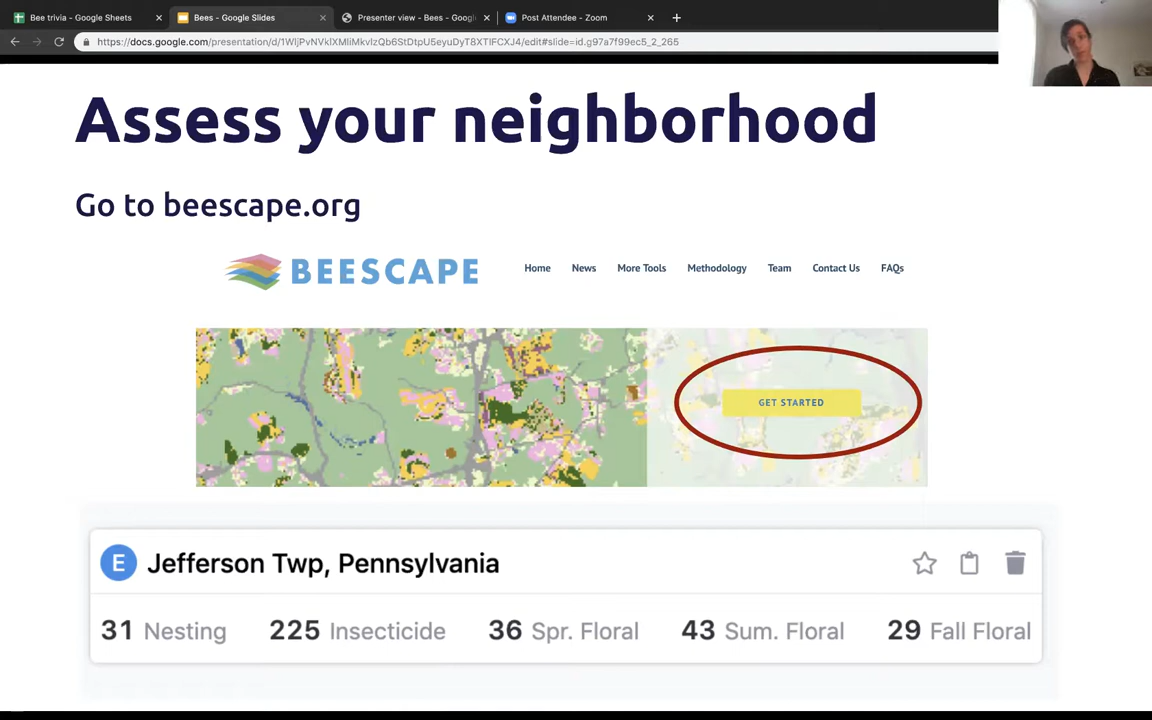 Bee trivia - Google Sheets
Bees - Google Slides
Presenter view - Bees - Goog
Post Attendee - Zoom
Assess your neighborhood
Go to beescape.org
BEESCAPE
Home News More Tools Methodology Team Contact Us FAQs
GET STARTED
E Jefferson Twp, Pennsylvania
31 Nesting 225 Insecticide 36 Spr. Floral 43 Sum. Floral 29 Fall Floral